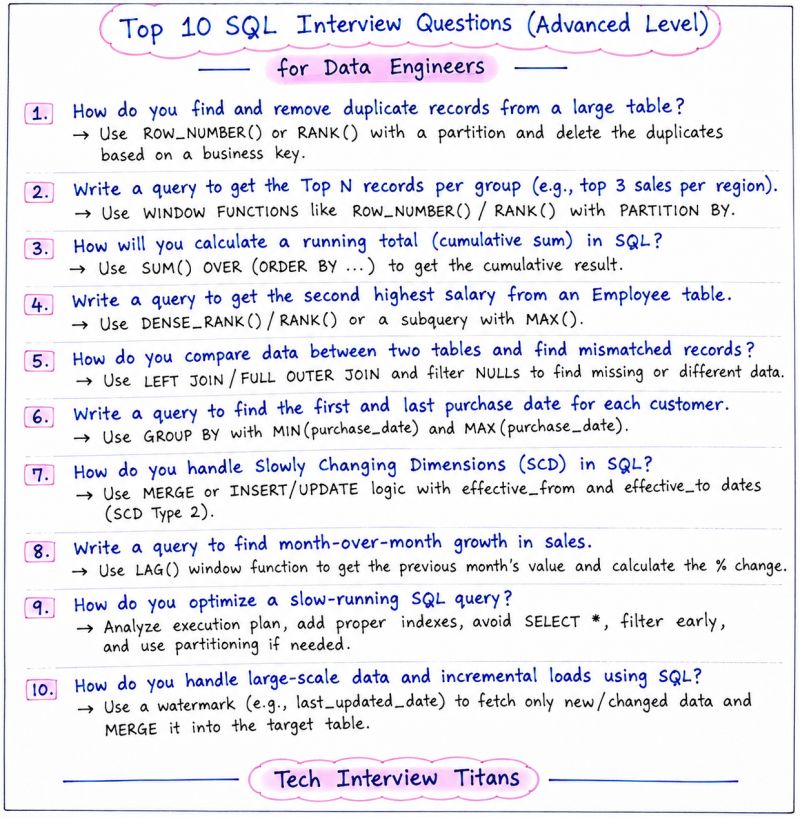 Top 10 SQL Interview Questions (Advanced Level)
for Data Engineers
1. How do you find and remove duplicate records from a large table?
→ Use ROW_NUMBER() or RANK() with a partition and delete the duplicates
based on a business key.
2. Write a query to get the Top N records per group (e.g., top 3 sales per region).
→ Use WINDOW FUNCTIONS like ROW_NUMBER() / RANK() with PARTITION BY.
3. How will you calculate a running total (cumulative sum) in SQL?
→ Use SUM() OVER (ORDER BY ...) to get the cumulative result.
4. Write a query to get the second highest salary from an Employee table.
→ Use DENSE_RANK() / RANK() or a subquery with MAX().
5. How do you compare data between two tables and find mismatched records?
→ Use LEFT JOIN / FULL OUTER JOIN and filter NULLS to find missing or different data.
6. Write a query to find the first and last purchase date for each customer.
→ Use GROUP BY with MIN(purchase_date) and MAX(purchase_date).
7. How do you handle Slowly Changing Dimensions (SCD) in SQL?
→ Use MERGE or INSERT/UPDATE logic with effective_from and effective_to dates
(SCD Type 2).
8. Write a query to find month-over-month growth in sales.
→ Use LAG() window function to get the previous month's value and calculate the % change.
9. How do you optimize a slow-running SQL query?
→ Analyze execution plan, add proper indexes, avoid SELECT *, filter early,
and use partitioning if needed.
10. How do you handle large-scale data and incremental loads using SQL?
→ Use a watermark (e.g., last_updated_date) to fetch only new/changed data and
MERGE it into the target table.
Tech Interview Titans